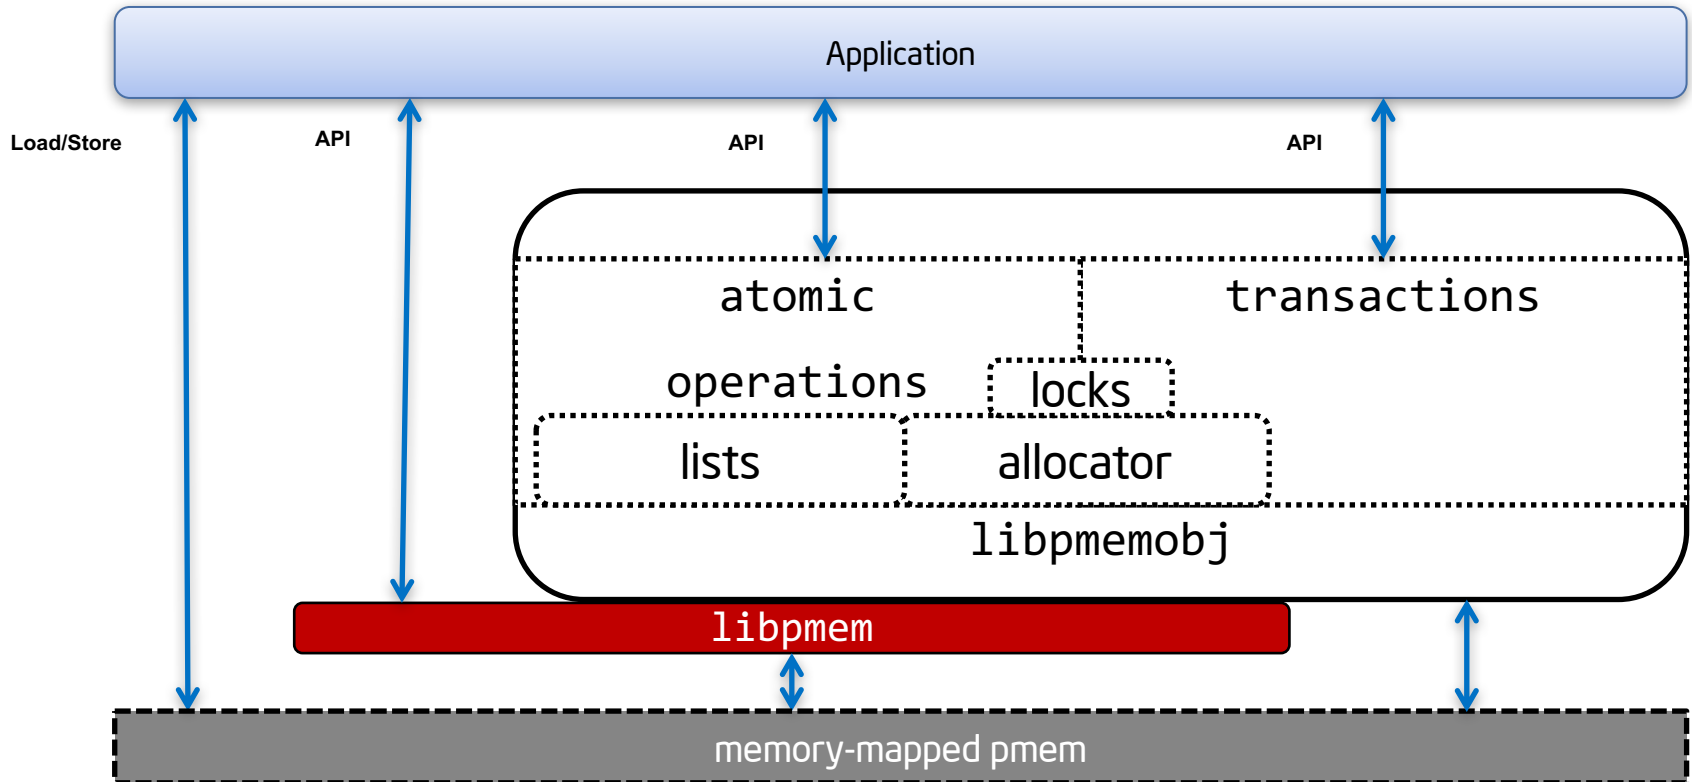 Application
Load/Store
API
API
API
atomic
operations
transactions
locks
lists
allocator
libpmemobj
libpmem
memory-mapped pmem